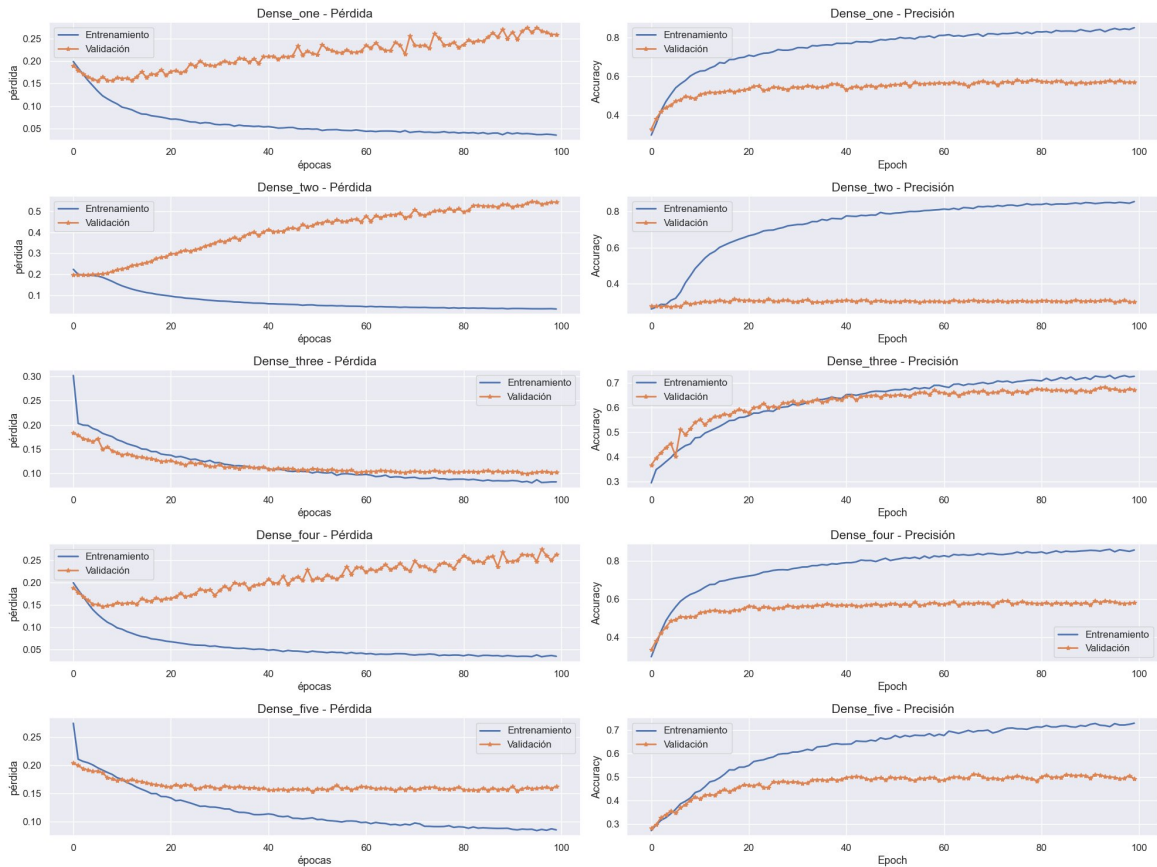 Dense_one - Pérdida
pérdida
0.25
0.20
0.15
0.10
0.05
Entrenamiento
Validación
0 20 40 60 80 100
épocas
Dense_one - Precisión
Accuracy
0.8
0.6
0.4
Entrenamiento
Validación
0 20 40 60 80 100
Epoch
Dense_two - Pérdida
pérdida
0.5
0.4
0.3
0.2
0.1
Entrenamiento
Validación
0 20 40 60 80 100
épocas
Dense_two - Precisión
Accuracy
0.8
0.6
0.4
Entrenamiento
Validación
0 20 40 60 80 100
Epoch
Dense_three - Pérdida
pérdida
0.30
0.25
0.20
0.15
0.10
Entrenamiento
Validación
0 20 40 60 80 100
épocas
Dense_three - Precisión
Accuracy
0.7
0.6
0.5
0.4
0.3
Entrenamiento
Validación
0 20 40 60 80 100
Epoch
Dense_four - Pérdida
pérdida
0.25
0.20
0.15
0.10
0.05
Entrenamiento
Validación
0 20 40 60 80 100
épocas
Dense_four - Precisión
Accuracy
0.8
0.6
0.4
Entrenamiento
Validación
0 20 40 60 80 100
Epoch
Dense_five - Pérdida
pérdida
0.25
0.20
0.15
0.10
Entrenamiento
Validación
0 20 40 60 80 100
épocas
Dense_five - Precisión
Accuracy
0.7
0.6
0.5
0.4
0.3
Entrenamiento
Validación
0 20 40 60 80 100
Epoch